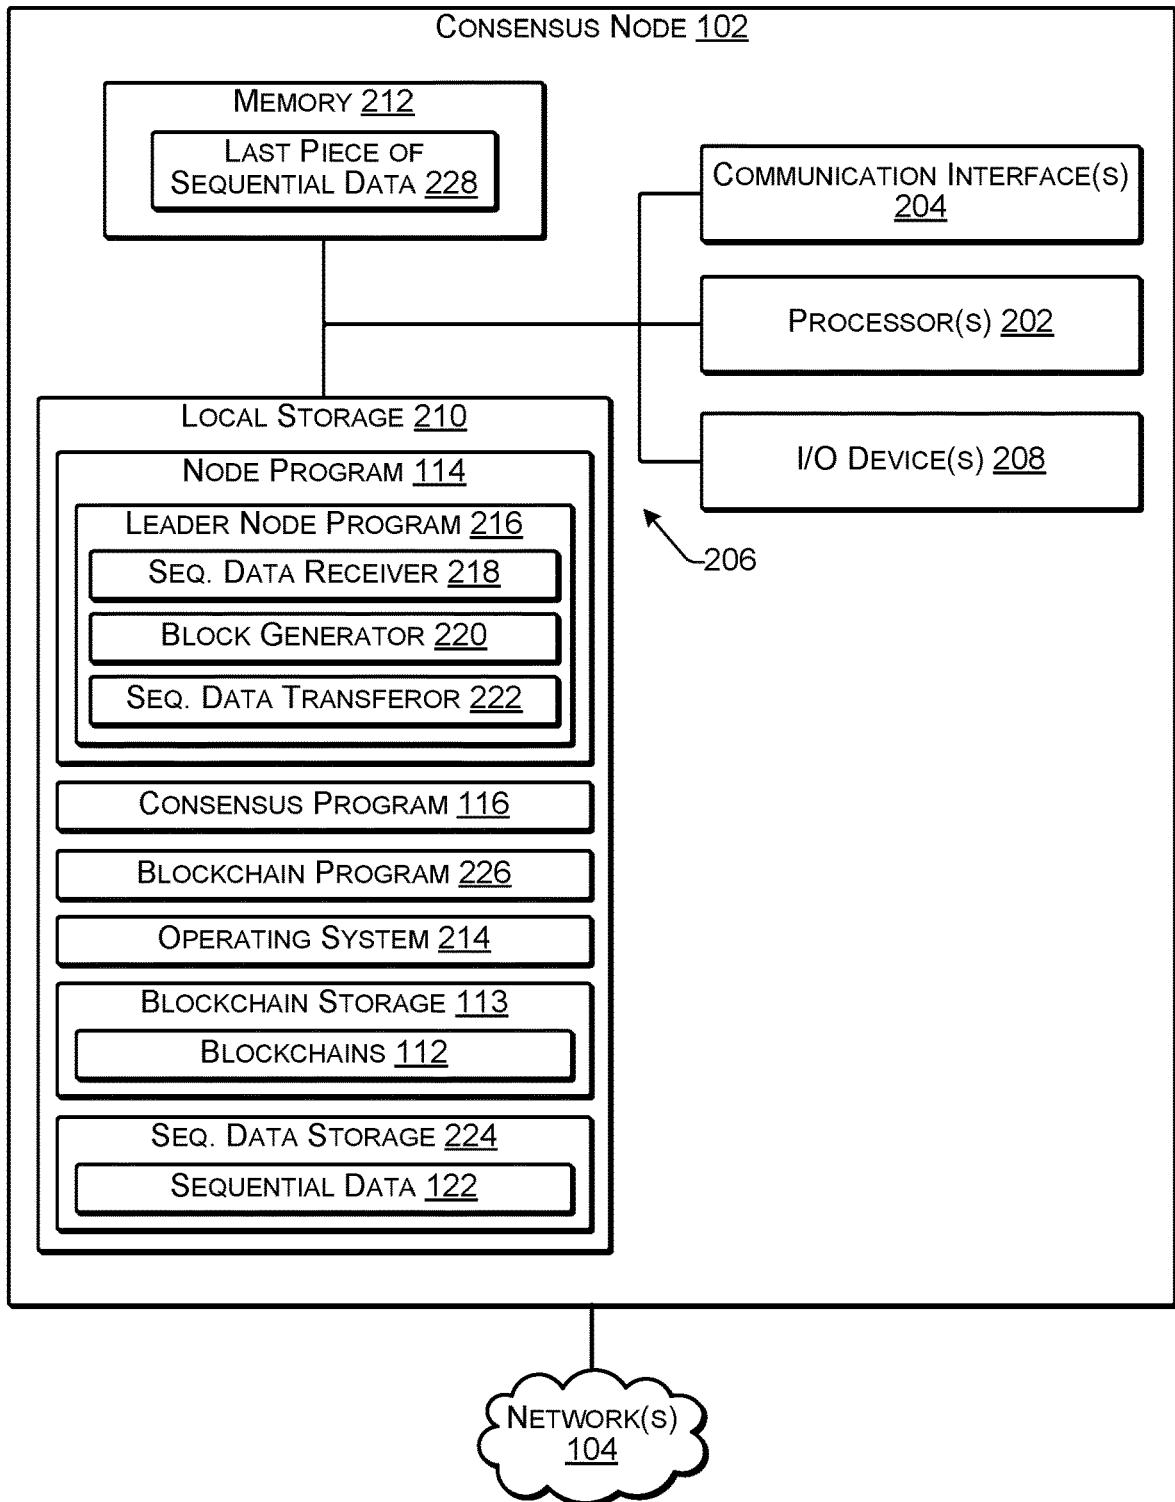 CONSENSUS NODE 102
MEMORY 212
LAST PIECE OF
SEQUENTIAL DATA 228
COMMUNICATION INTERFACE(S)
204
PROCESSOR(S) 202
I/O DEVICE(S) 208
206
LOCAL STORAGE 210
NODE PROGRAM 114
LEADER NODE PROGRAM 216
SEQ. DATA RECEIVER 218
BLOCK GENERATOR 220
SEQ. DATA TRANSFEROR 222
CONSENSUS PROGRAM 116
BLOCKCHAIN PROGRAM 226
OPERATING SYSTEM 214
BLOCKCHAIN STORAGE 113
BLOCKCHAINS 112
SEQ. DATA STORAGE 224
SEQUENTIAL DATA 122
NETWORK(S)
104